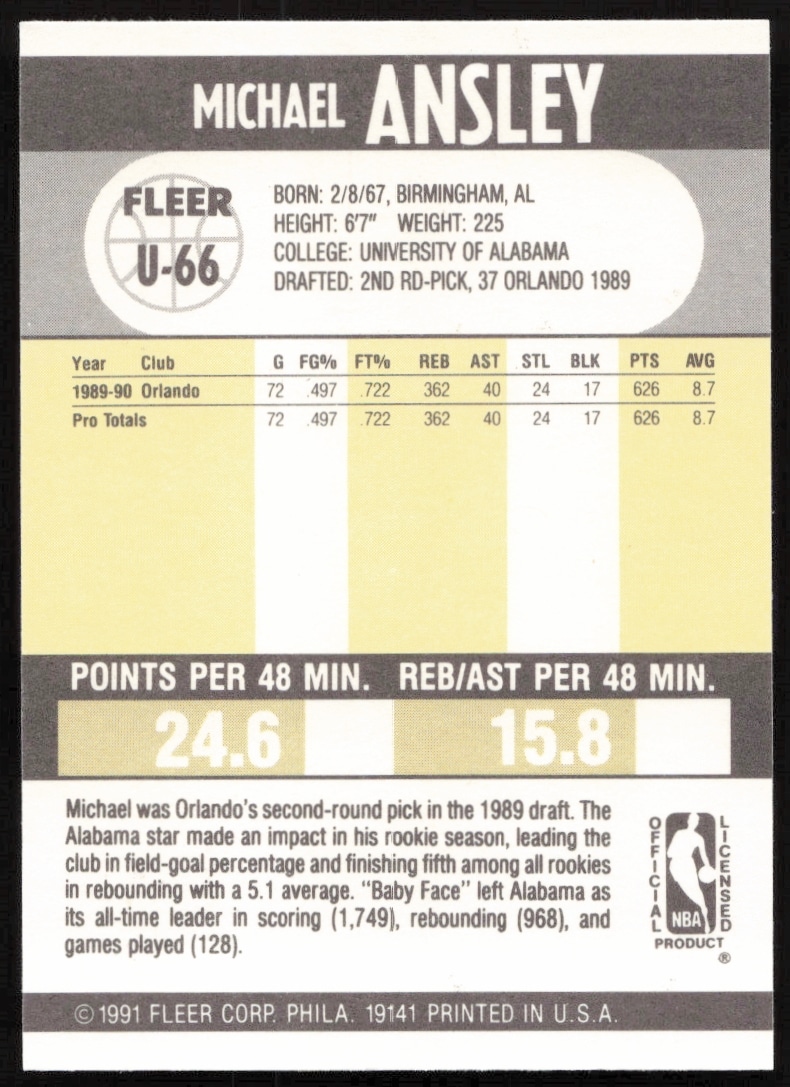 MICHAEL ANSLEY
FLEER
U-66
BORN: 2/8/67, BIRMINGHAM, AL
HEIGHT: 6'7" WEIGHT: 225
COLLEGE: UNIVERSITY OF ALABAMA
DRAFTED: 2ND RD-PICK, 37 ORLANDO 1989
Year Club G FG% FT% REB AST STL BLK PTS AVG
1989-90 Orlando 72 .497 .722 362 40 24 17 626 8.7
Pro Totals 72 .497 .722 362 40 24 17 626 8.7
POINTS PER 48 MIN. REB/AST PER 48 MIN.
24.6 15.8
Michael was Orlando's second-round pick in the 1989 draft. The
Alabama star made an impact in his rookie season, leading the
club in field-goal percentage and finishing fifth among all rookies
in rebounding with a 5.1 average. "Baby Face" left Alabama as
its all-time leader in scoring (1,749), rebounding (968), and
games played (128).
OFFICIAL
LICENSED
NBA
PRODUCT
®
© 1991 FLEER CORP. PHILA. 19141 PRINTED IN U.S.A.